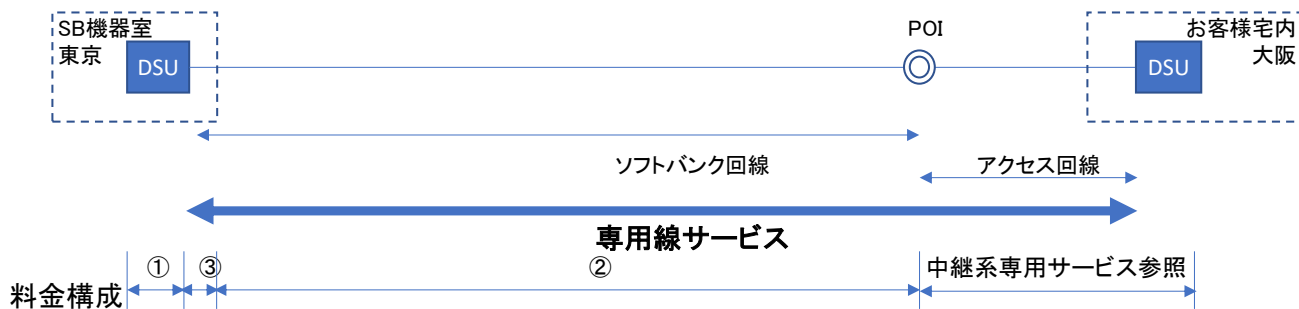 SB機器室
東京
DSU
POI
お客様宅内
大阪
DSU
ソフトバンク回線
アクセス回線
専用線サービス
料金構成
①
③
②
中継系専用サービス参照